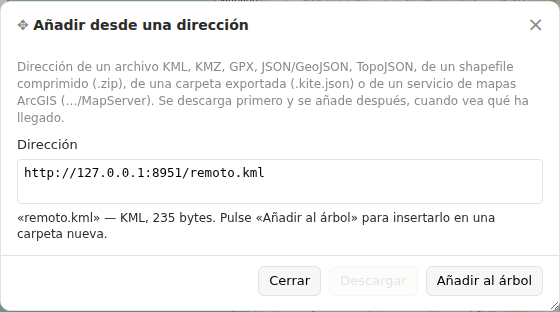 Añadir desde una dirección
Dirección de un archivo KML, KMZ, GPX, JSON/GeoJSON, TopoJSON, de un shapefile
comprimido (.zip), de una carpeta exportada (.kite.json) o de un servicio de mapas
ArcGIS (.../MapServer). Se descarga primero y se añade después, cuando vea qué ha
llegado.
Dirección
http://127.0.0.1:8951/remoto.kml
«remoto.kml» — KML, 235 bytes. Pulse «Añadir al árbol» para insertarlo en una
carpeta nueva.
Cerrar Descargar Añadir al árbol